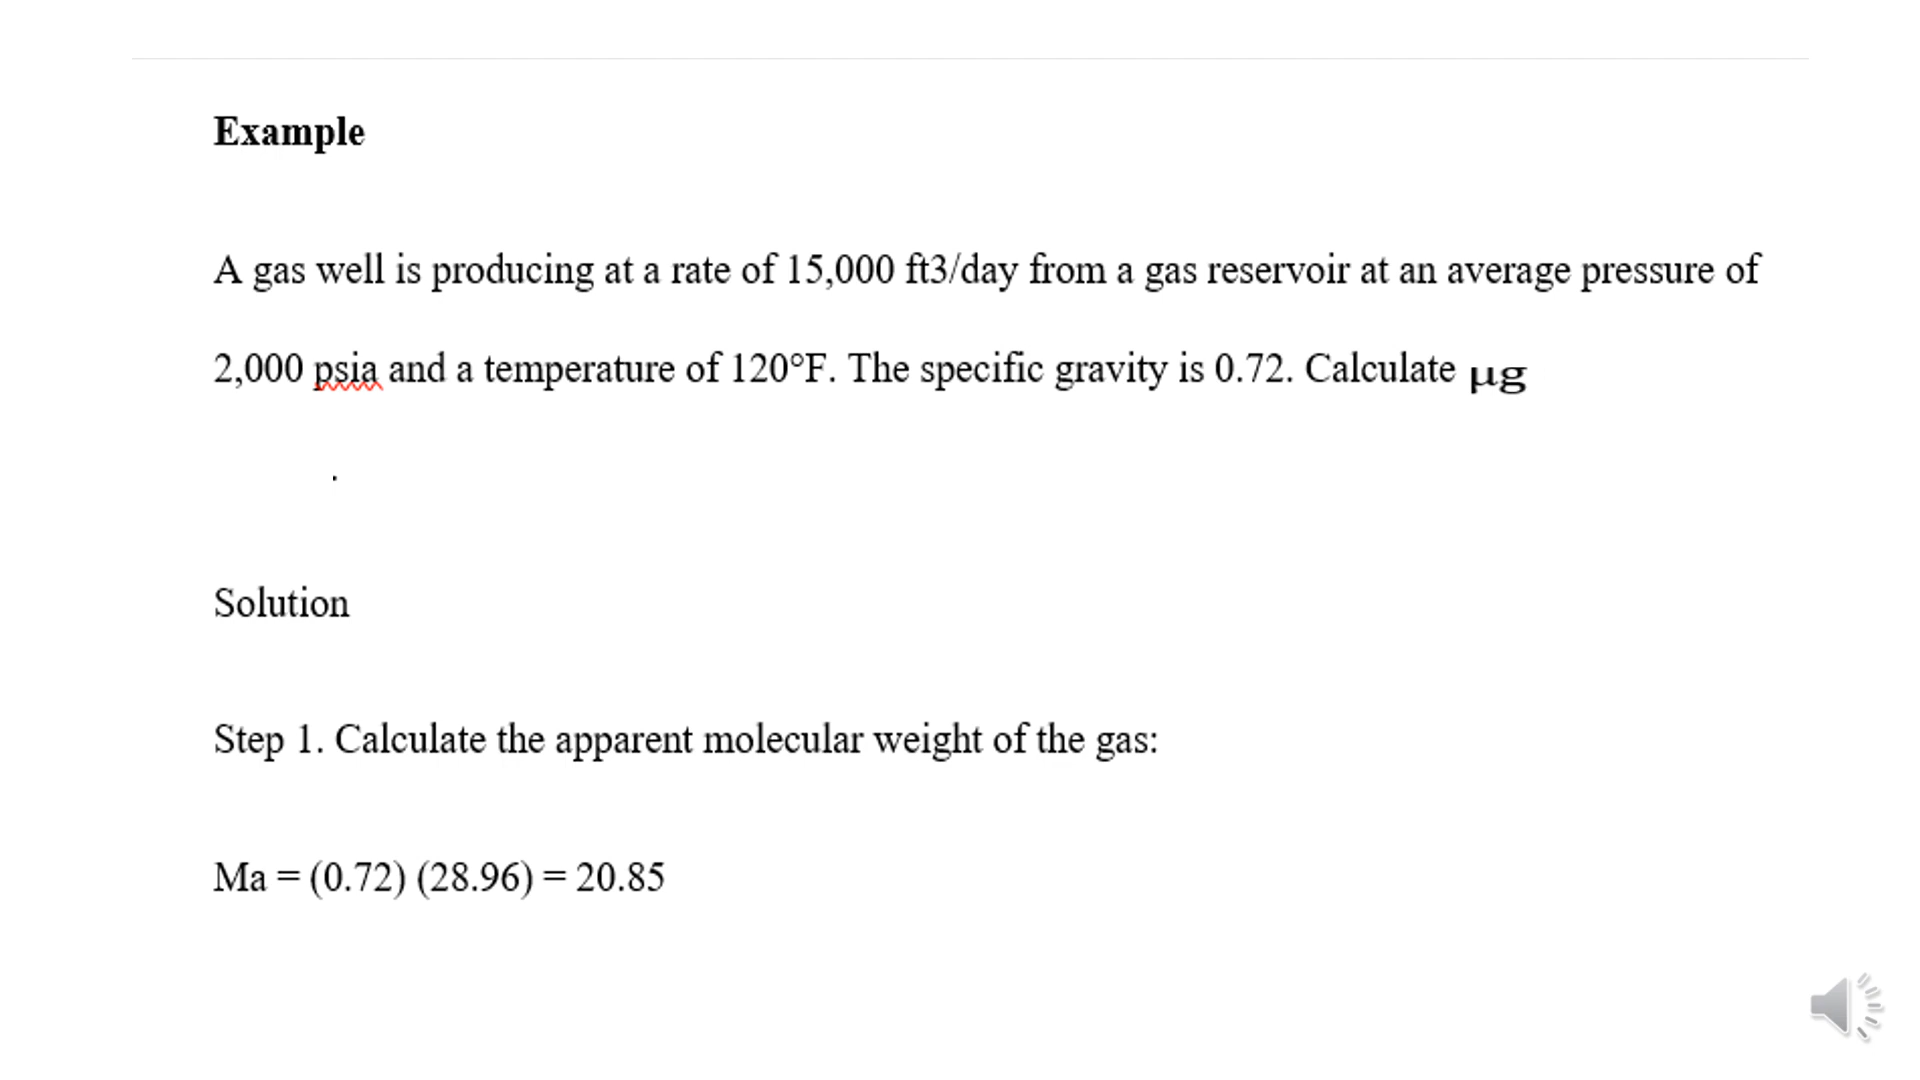 Example
A gas well is producing at a rate of 15,000 ft3/day from a gas reservoir at an average pressure of
2,000 psia and a temperature of 120°F. The specific gravity is 0.72. Calculate μg
.
Solution
Step 1. Calculate the apparent molecular weight of the gas:
Ma = (0.72) (28.96) = 20.85